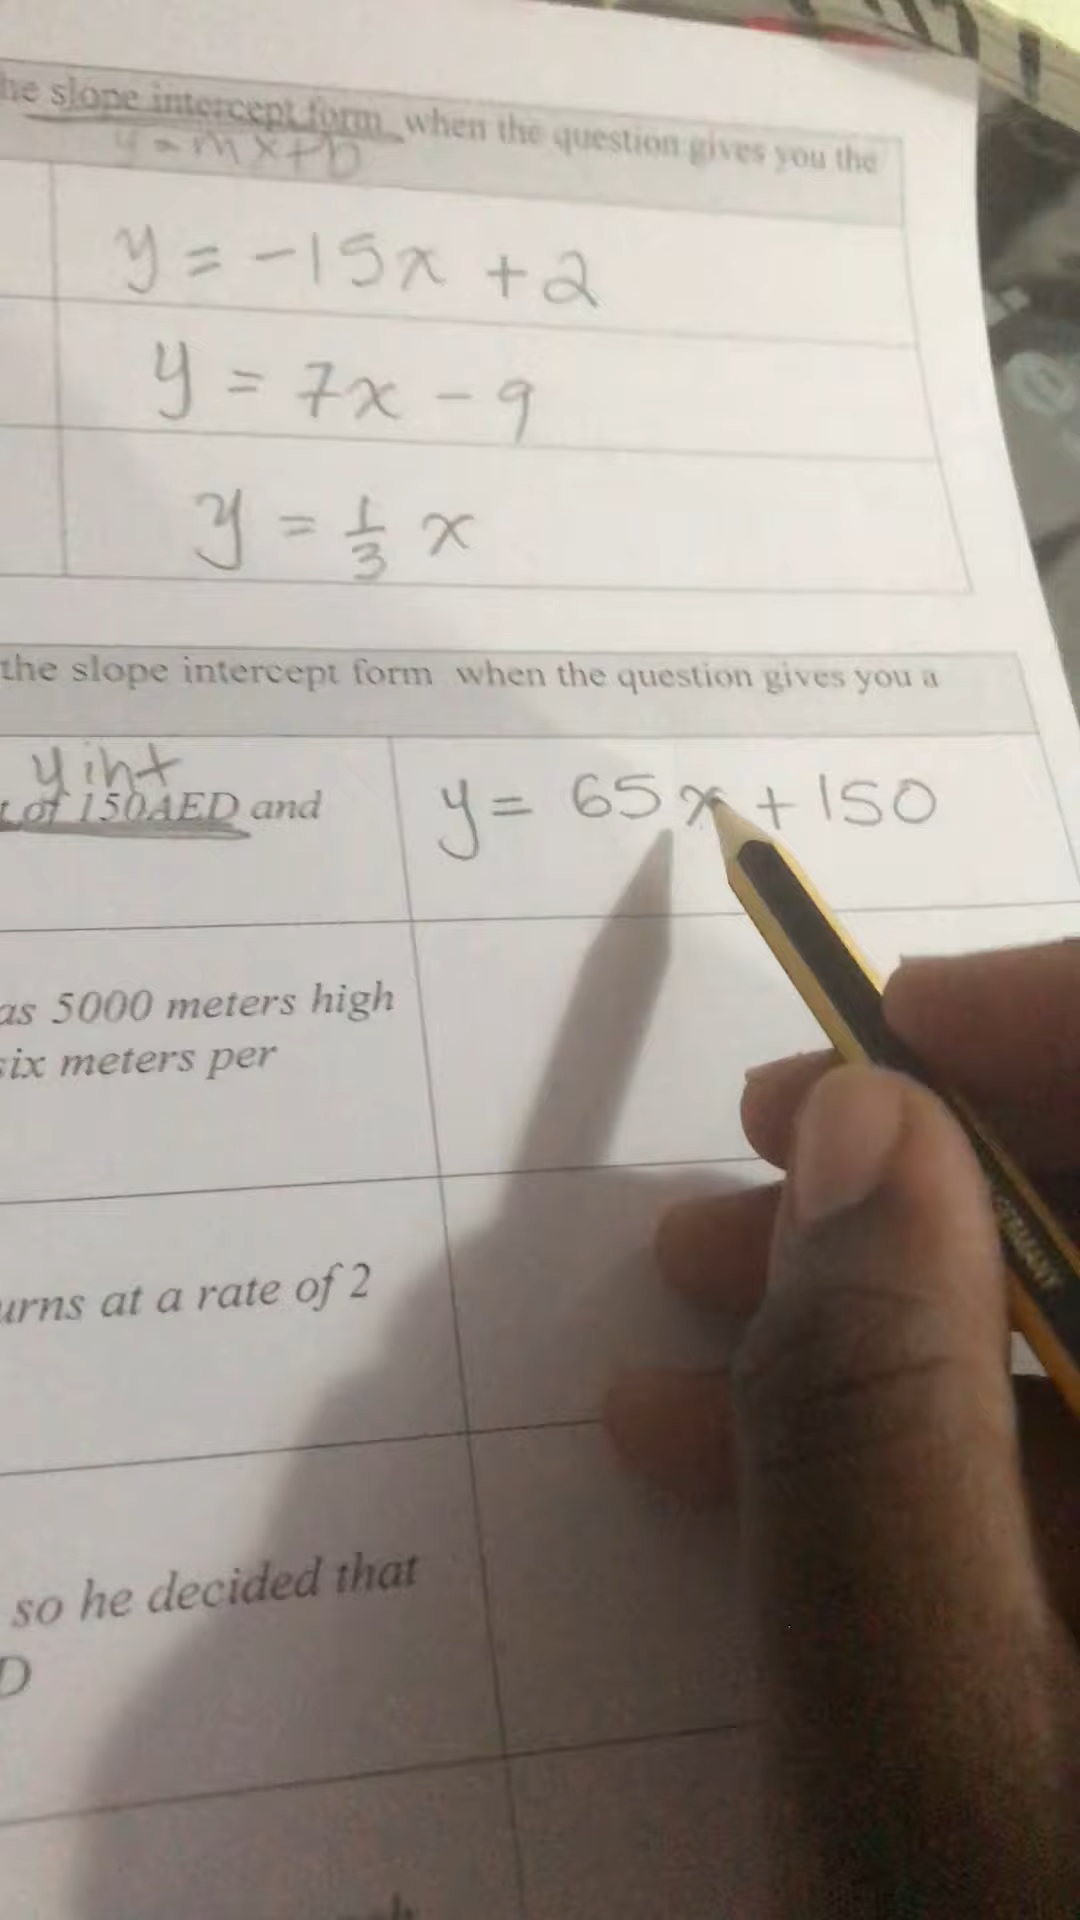 he slope intercept form when the question gives you the
y = mx+b
y = -15x + 2
y = 7x - 9
y = 1/3 x
the slope intercept form when the question gives you a
y int
of 150AED and
y = 65x + 150
as 5000 meters high
six meters per
urns at a rate of 2
so he decided that
D
GERMANY